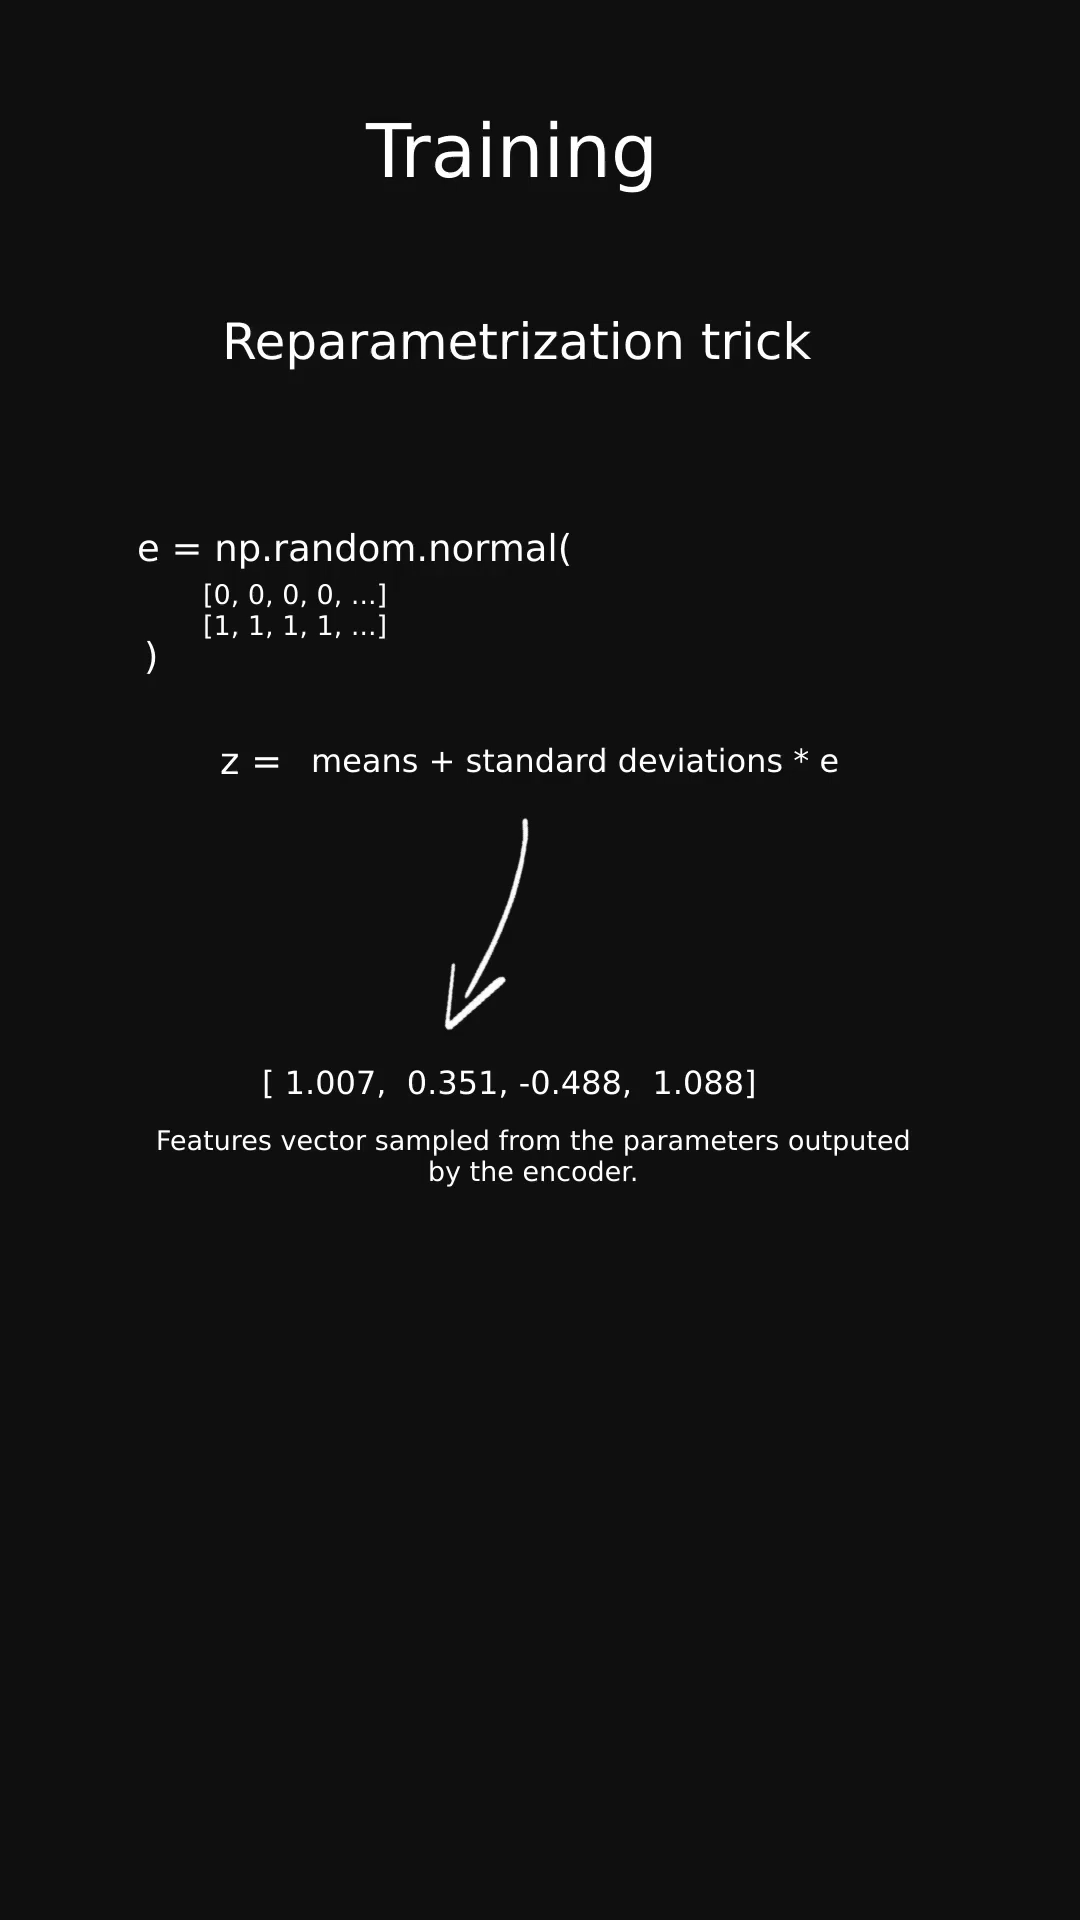 Training
Reparametrization trick
e = np.random.normal(
[0, 0, 0, 0, ...]
[1, 1, 1, 1, ...]
)
z = means + standard deviations * e
[ 1.007, 0.351, -0.488, 1.088]
Features vector sampled from the parameters outputed
by the encoder.